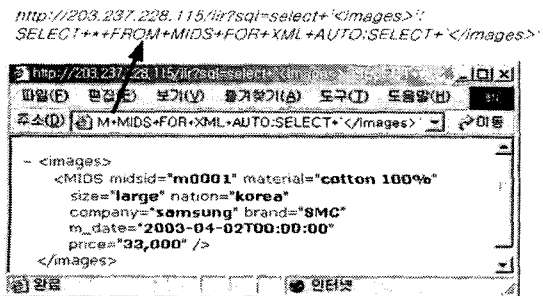 http://203.237.228.115/iir?sql=select+'<images>';
SELECT+*+FROM+MIDS+FOR+XML+AUTO;SELECT+'</images>'
http://203.237.228.115/iir?sql=select+'<images>
파일(F) 편집(E) 보기(V) 즐겨찾기(A) 도구(T) 도움말(H)
주소(D) M+MIDS+FOR+XML+AUTO;SELECT+'</images>' 이동
- <images>
<MIDS midsid="m0001" material="cotton 100%"
size="large" nation="korea"
company="samsung" brand="SMC"
m_date="2003-04-02T00:00:00"
price="33,000" />
</images>
완료 인터넷